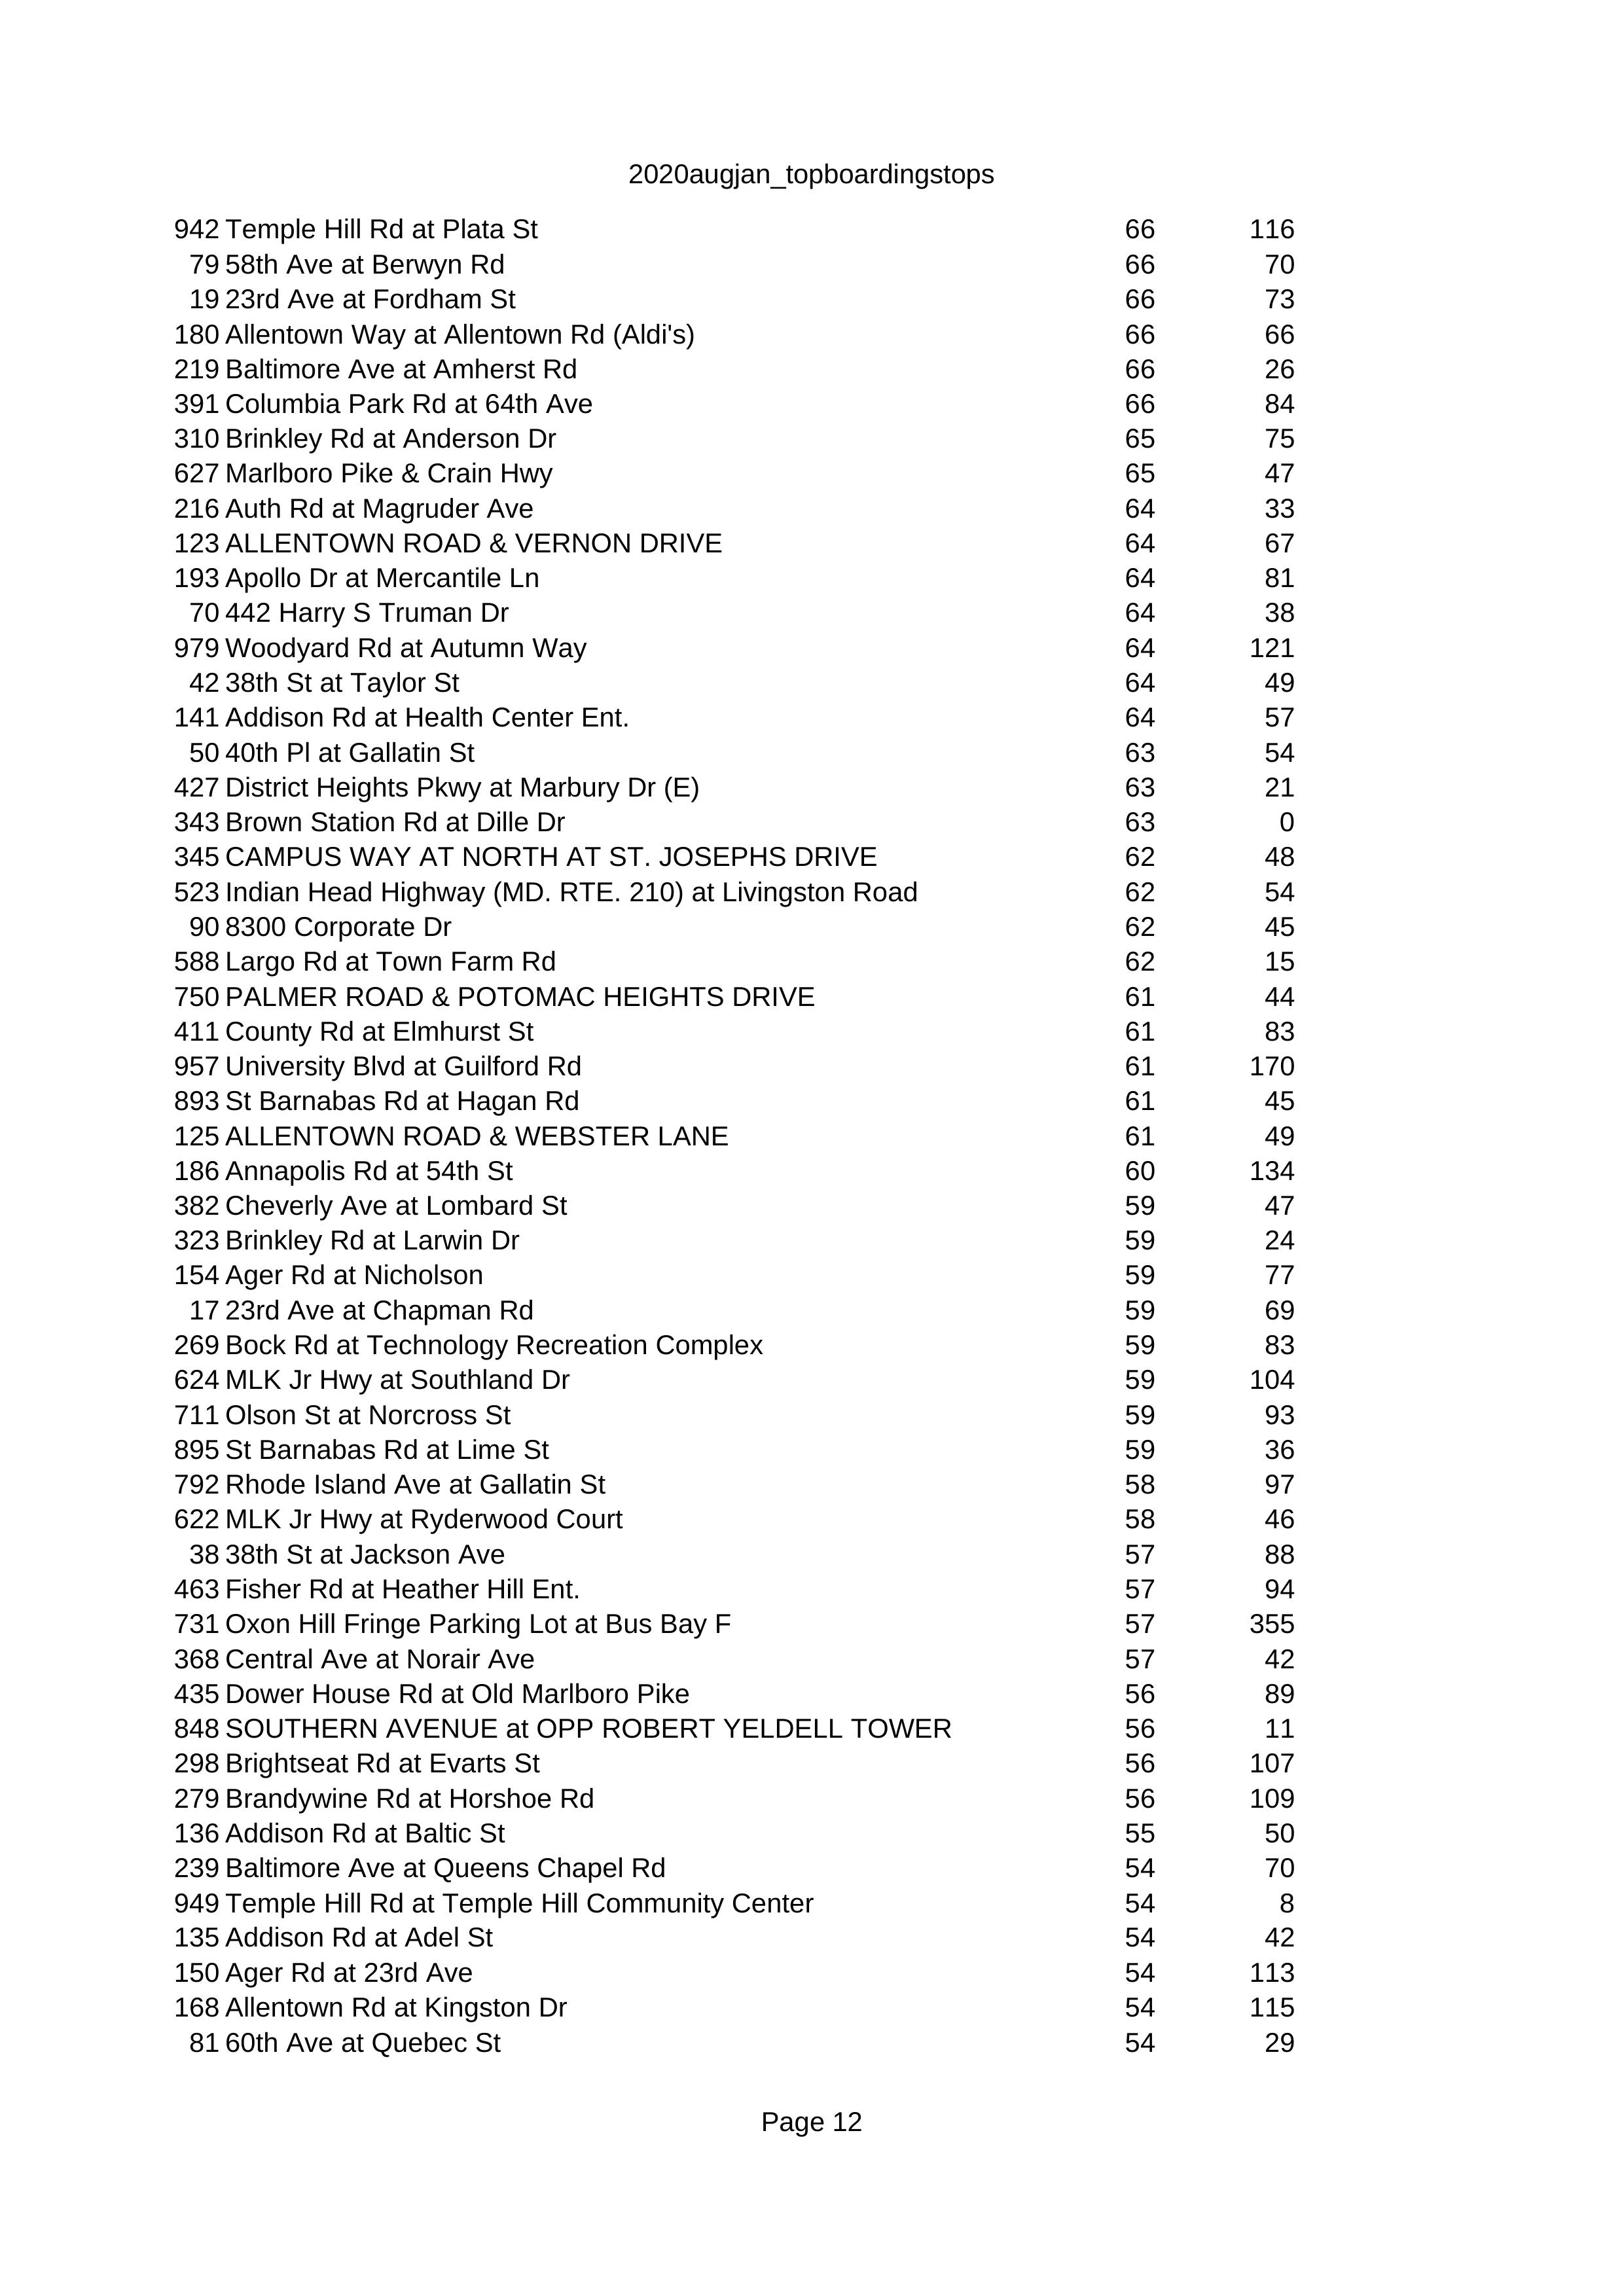 2020augjan_topboardingstops
942 Temple Hill Rd at Plata St 66 116
79 58th Ave at Berwyn Rd 66 70
19 23rd Ave at Fordham St 66 73
180 Allentown Way at Allentown Rd (Aldi's) 66 66
219 Baltimore Ave at Amherst Rd 66 26
391 Columbia Park Rd at 64th Ave 66 84
310 Brinkley Rd at Anderson Dr 65 75
627 Marlboro Pike & Crain Hwy 65 47
216 Auth Rd at Magruder Ave 64 33
123 ALLENTOWN ROAD & VERNON DRIVE 64 67
193 Apollo Dr at Mercantile Ln 64 81
70 442 Harry S Truman Dr 64 38
979 Woodyard Rd at Autumn Way 64 121
42 38th St at Taylor St 64 49
141 Addison Rd at Health Center Ent. 64 57
50 40th Pl at Gallatin St 63 54
427 District Heights Pkwy at Marbury Dr (E) 63 21
343 Brown Station Rd at Dille Dr 63 0
345 CAMPUS WAY AT NORTH AT ST. JOSEPHS DRIVE 62 48
523 Indian Head Highway (MD. RTE. 210) at Livingston Road 62 54
90 8300 Corporate Dr 62 45
588 Largo Rd at Town Farm Rd 62 15
750 PALMER ROAD & POTOMAC HEIGHTS DRIVE 61 44
411 County Rd at Elmhurst St 61 83
957 University Blvd at Guilford Rd 61 170
893 St Barnabas Rd at Hagan Rd 61 45
125 ALLENTOWN ROAD & WEBSTER LANE 61 49
186 Annapolis Rd at 54th St 60 134
382 Cheverly Ave at Lombard St 59 47
323 Brinkley Rd at Larwin Dr 59 24
154 Ager Rd at Nicholson 59 77
17 23rd Ave at Chapman Rd 59 69
269 Bock Rd at Technology Recreation Complex 59 83
624 MLK Jr Hwy at Southland Dr 59 104
711 Olson St at Norcross St 59 93
895 St Barnabas Rd at Lime St 59 36
792 Rhode Island Ave at Gallatin St 58 97
622 MLK Jr Hwy at Ryderwood Court 58 46
38 38th St at Jackson Ave 57 88
463 Fisher Rd at Heather Hill Ent. 57 94
731 Oxon Hill Fringe Parking Lot at Bus Bay F 57 355
368 Central Ave at Norair Ave 57 42
435 Dower House Rd at Old Marlboro Pike 56 89
848 SOUTHERN AVENUE at OPP ROBERT YELDELL TOWER 56 11
298 Brightseat Rd at Evarts St 56 107
279 Brandywine Rd at Horshoe Rd 56 109
136 Addison Rd at Baltic St 55 50
239 Baltimore Ave at Queens Chapel Rd 54 70
949 Temple Hill Rd at Temple Hill Community Center 54 8
135 Addison Rd at Adel St 54 42
150 Ager Rd at 23rd Ave 54 113
168 Allentown Rd at Kingston Dr 54 115
81 60th Ave at Quebec St 54 29
Page 12